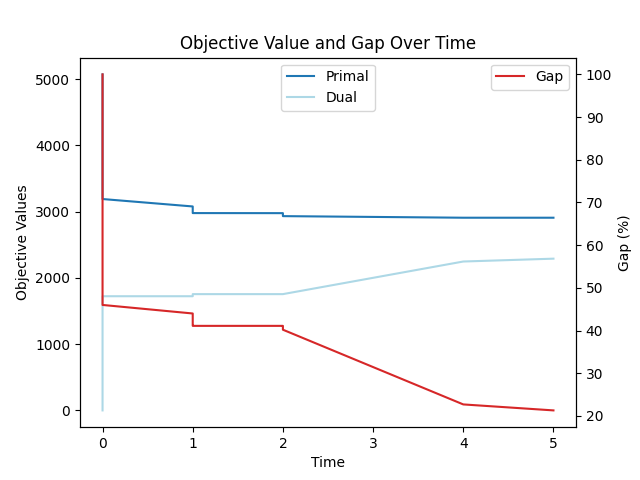 Objective Value and Gap Over Time
Primal
Dual
Gap
Objective Values
5000
4000
3000
2000
1000
0
100
90
80
70
60
50
40
30
20
Gap (%)
0 1 2 3 4 5
Time